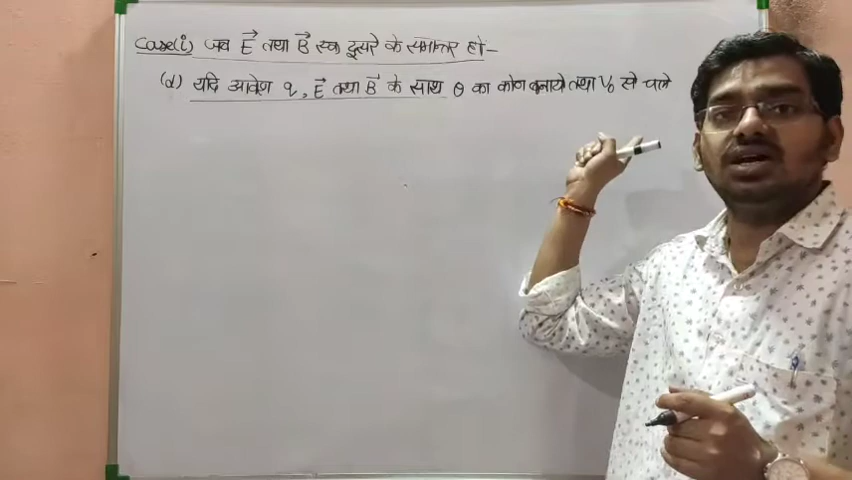 Case(i) जब E⃗ तथा B⃗ एक दूसरे के समान्तर हो-
(d) यदि आवेश q, E⃗ तथा B⃗ के साथ θ का कोण बनाये तथा V₀ से चले